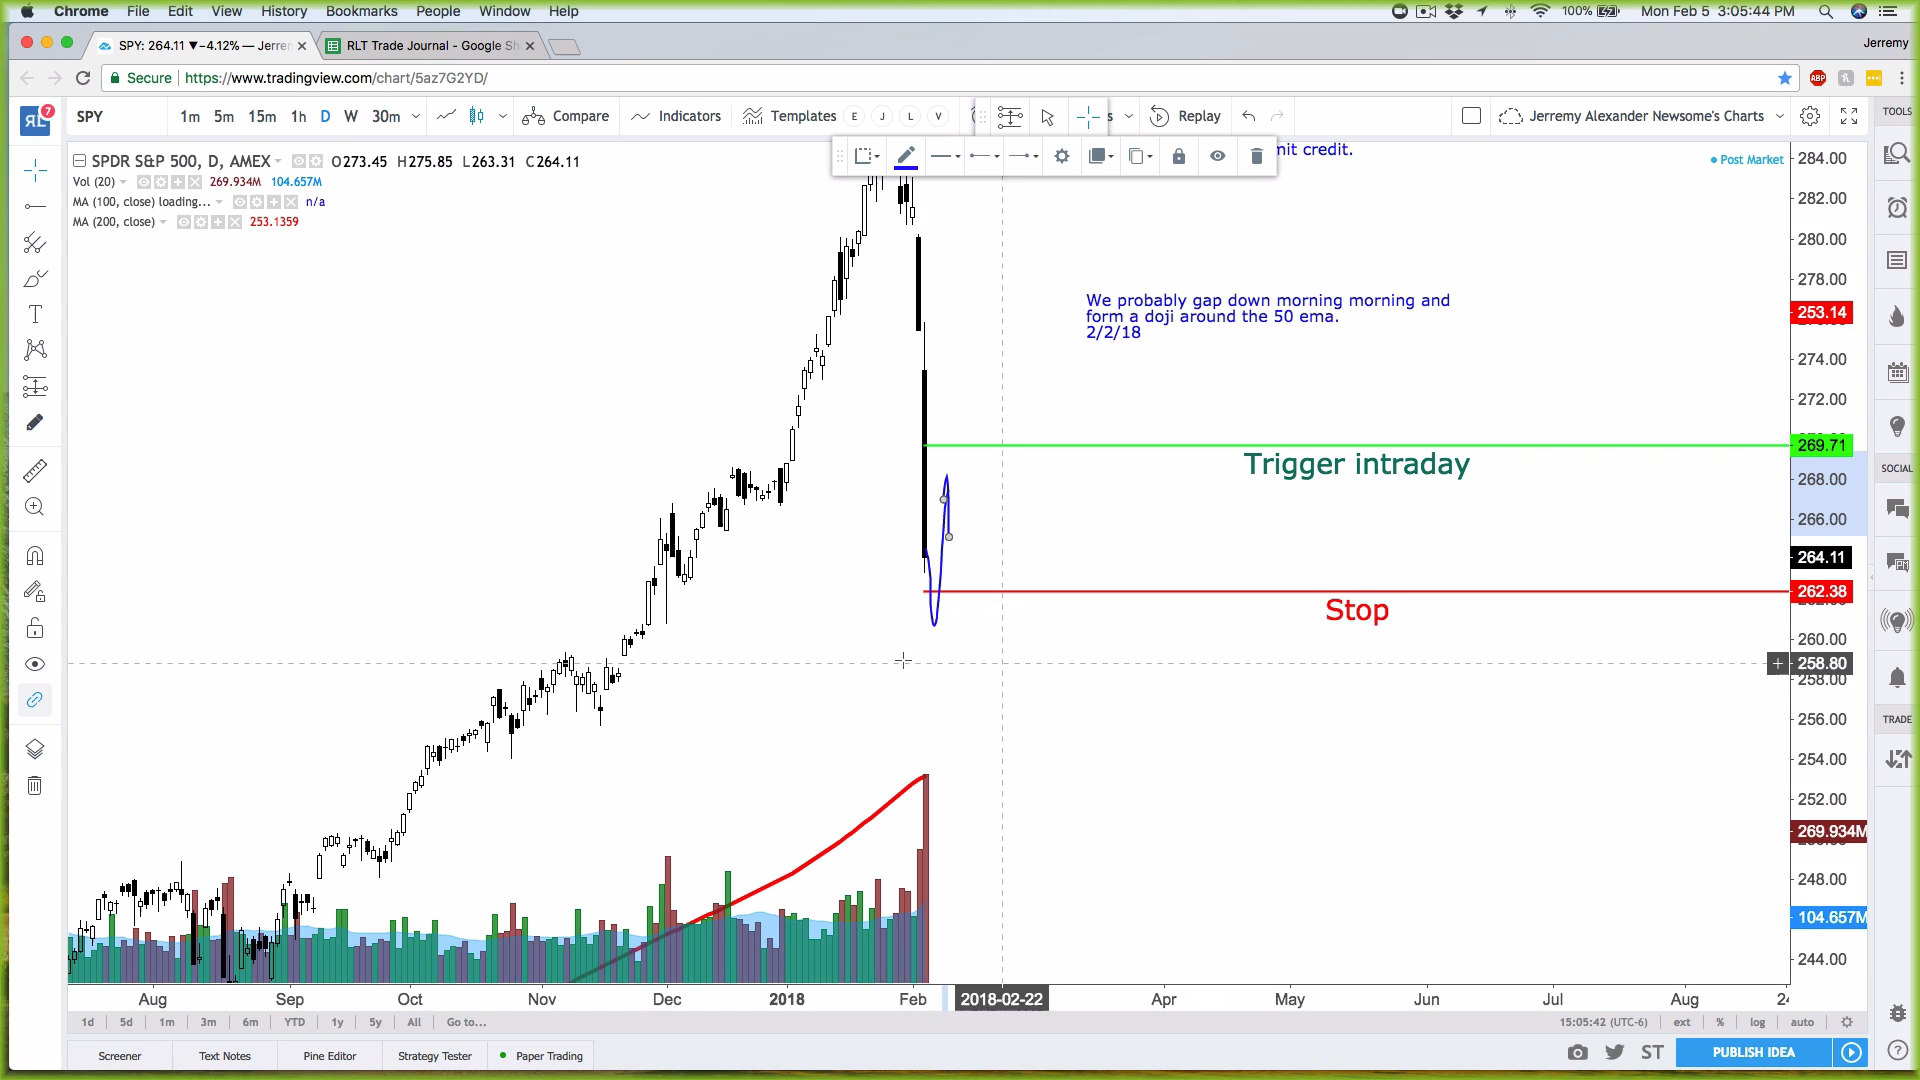 Chrome File Edit View History Bookmarks People Window Help 100% Mon Feb 5 3:05:44 PM
SPY: 264.11 ▼−4.12% — Jerren RLT Trade Journal - Google Sh Jerremy
Secure https://www.tradingview.com/chart/5az7G2YD/ ABP
7 SPY 1m 5m 15m 1h D W 30m Compare Indicators Templates E J L V s Replay Jerremy Alexander Newsome's Charts TOOLS
mit credit.
SPDR S&P 500, D, AMEX O273.45 H275.85 L263.31 C264.11 Post Market 284.00
Vol (20) 269.934M 104.657M
MA (100, close) loading... n/a 282.00
MA (200, close) 253.1359
280.00
278.00
We probably gap down morning morning and
form a doji around the 50 ema.
2/2/18
253.14
274.00
272.00
269.71
Trigger intraday
SOCIAL
268.00
266.00
264.11
262.38
Stop
260.00
258.80
258.00
256.00
TRADE
254.00
252.00
269.934M
248.00
104.657M
244.00
Aug Sep Oct Nov Dec 2018 Feb 2018-02-22 Apr May Jun Jul Aug 24
1d 5d 1m 3m 6m YTD 1y 5y All Go to... 15:05:42 (UTC-6) ext % log auto
Screener Text Notes Pine Editor Strategy Tester Paper Trading ST PUBLISH IDEA